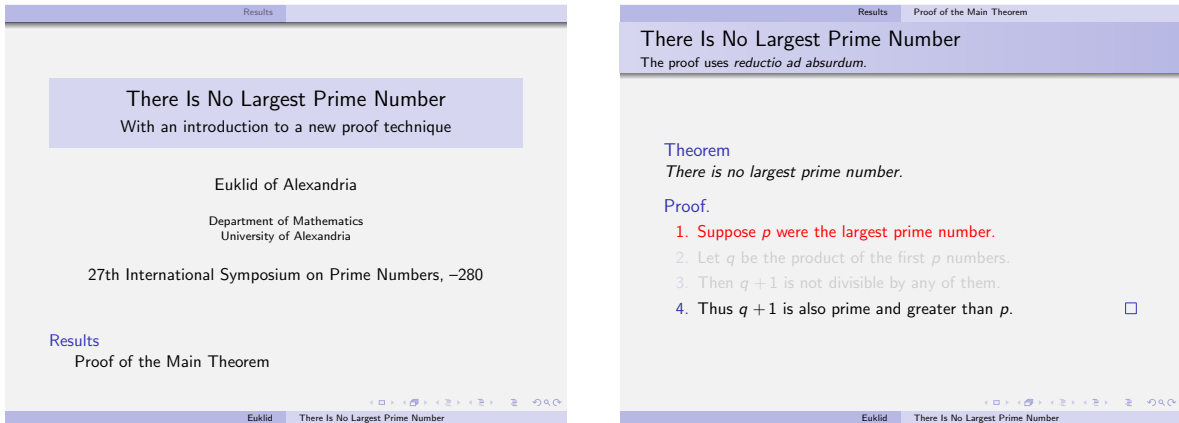 Results
There Is No Largest Prime Number
With an introduction to a new proof technique
Euklid of Alexandria
Department of Mathematics
University of Alexandria
27th International Symposium on Prime Numbers, –280
Results
Proof of the Main Theorem
Euklid There Is No Largest Prime Number
Results Proof of the Main Theorem
There Is No Largest Prime Number
The proof uses reductio ad absurdum.
Theorem
There is no largest prime number.
Proof.
1. Suppose p were the largest prime number.
2. Let q be the product of the first p numbers.
3. Then q + 1 is not divisible by any of them.
4. Thus q + 1 is also prime and greater than p. □
Euklid There Is No Largest Prime Number